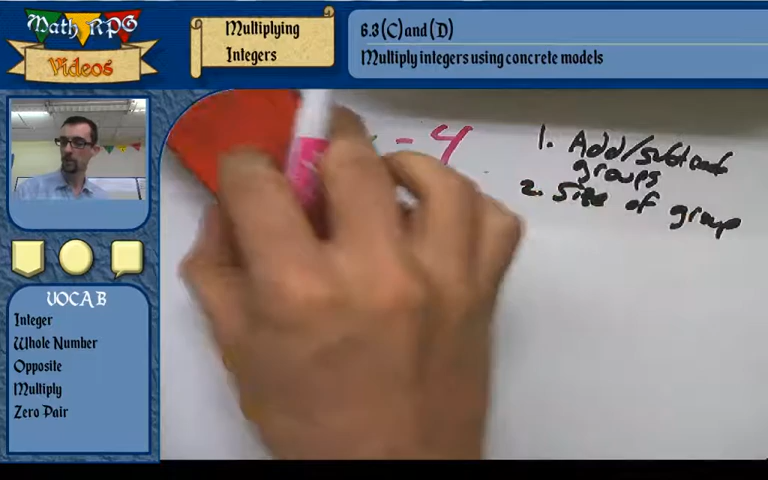 Math RPG
Videos
Multiplying
Integers
6.3 (C) and (D)
Multiply integers using concrete models
- 4
1. Add/subtract
groups
2. Size of group
VOCAB
Integer
Whole Number
Opposite
Multiply
Zero Pair